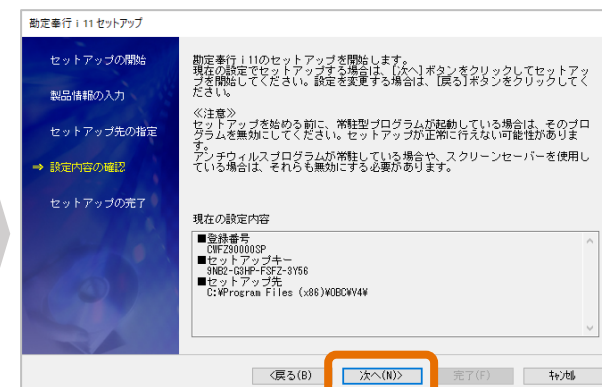 勘定奉行 i 11 セットアップ
セットアップの開始
製品情報の入力
セットアップ先の指定
⇒ 設定内容の確認
セットアップの完了
勘定奉行 i 11のセットアップを開始します。
現在の設定でセットアップする場合は、[次へ]ボタンをクリックしてセットアッ
プを開始してください。設定を変更する場合は、[戻る]ボタンをクリックしてく
ださい。
≪注意≫
セットアップを始める前に、常駐型プログラムが起動している場合は、そのプロ
グラムを無効にしてください。セットアップが正常に行えない可能性がありま
す。
アンチウィルスプログラムが常駐している場合や、スクリーンセーバーを使用し
ている場合は、それらも無効にする必要があります。
現在の設定内容
■登録番号
CWFZ90000SP
■セットアップキー
9NB2-G3HP-FSFZ-3Y56
■セットアップ先
C:¥Program Files (x86)¥OBC¥V4¥
<戻る(B)
次へ(N)>
完了(F)
キャンセル